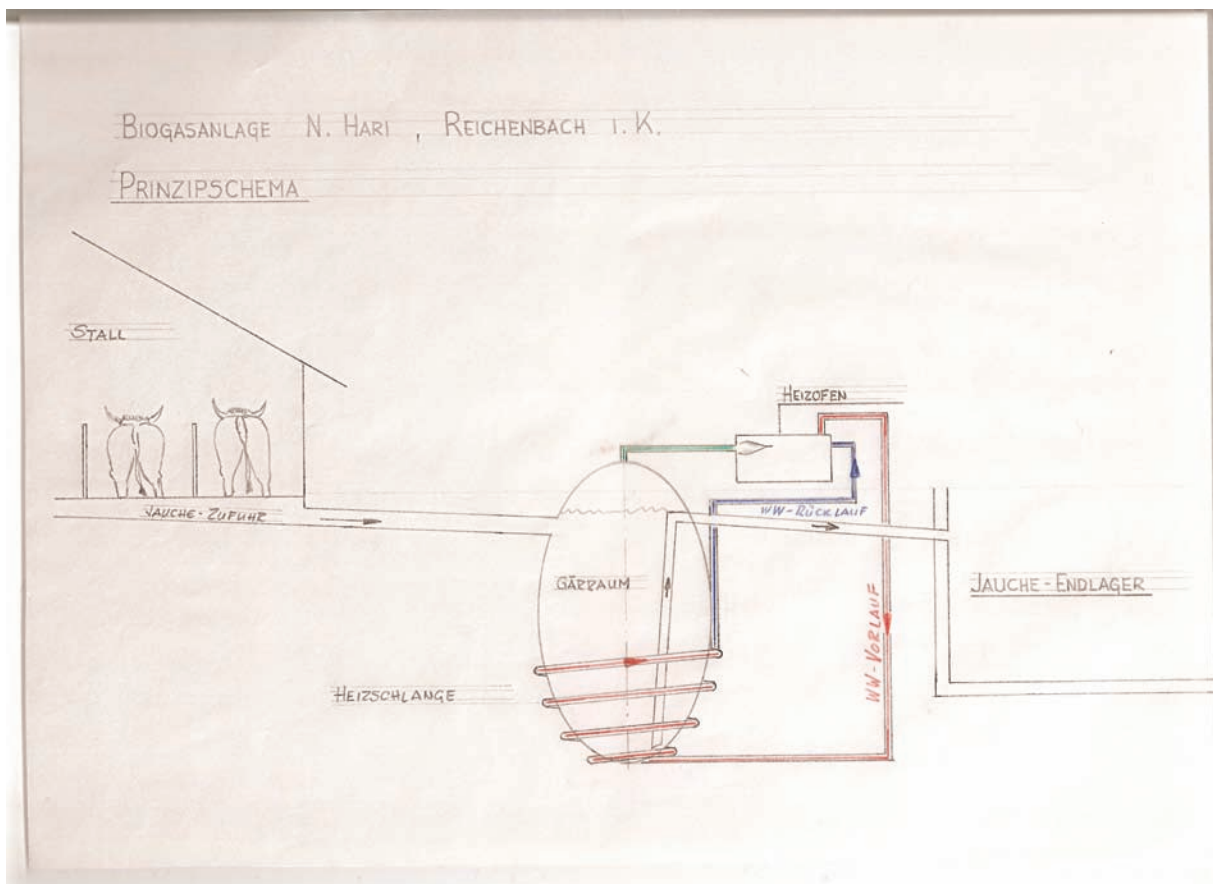 BIOGASANLAGE N. HARI , REICHENBACH I. K.
PRINZIPSCHEMA
STALL
HEIZOFEN
JAUCHE-ZUFUHR
WW-RÜCKLAUF
GÄRRAUM
JAUCHE-ENDLAGER
WW-VORLAUF
HEIZSCHLANGE